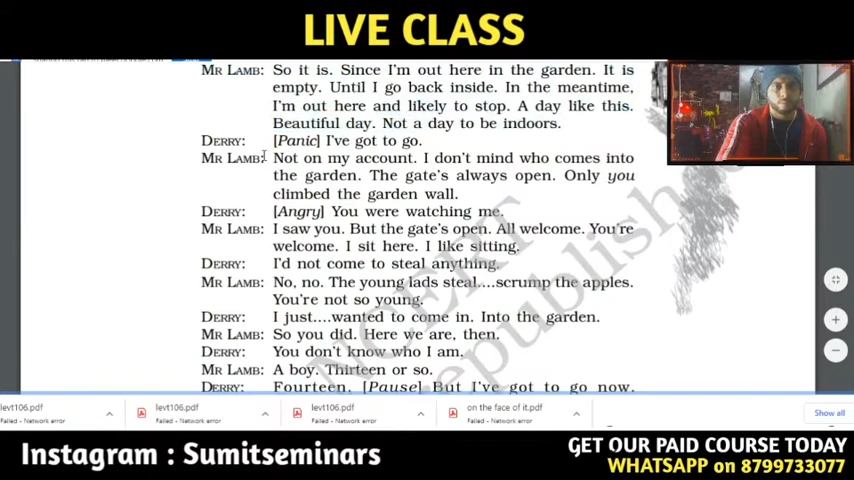 LIVE CLASS
MR LAMB: So it is. Since I'm out here in the garden. It is
empty. Until I go back inside. In the meantime,
I'm out here and likely to stop. A day like this.
Beautiful day. Not a day to be indoors.
DERRY: [Panic] I've got to go.
MR LAMB: Not on my account. I don't mind who comes into
the garden. The gate's always open. Only you
climbed the garden wall.
DERRY: [Angry] You were watching me.
MR LAMB: I saw you. But the gate's open. All welcome. You're
welcome. I sit here. I like sitting.
DERRY: I'd not come to steal anything.
MR LAMB: No, no. The young lads steal....scrump the apples.
You're not so young.
DERRY: I just....wanted to come in. Into the garden.
MR LAMB: So you did. Here we are, then.
DERRY: You don't know who I am.
MR LAMB: A boy. Thirteen or so.
DERRY: Fourteen. [Pause] But I've got to go now.
NCERT
republish
levt106.pdf
Failed - Network error
levt106.pdf
Failed - Network error
levt106.pdf
Failed - Network error
on the face of it.pdf
Failed - Network error
Show all
Instagram : Sumitseminars
GET OUR PAID COURSE TODAY
WHATSAPP on 8799733077